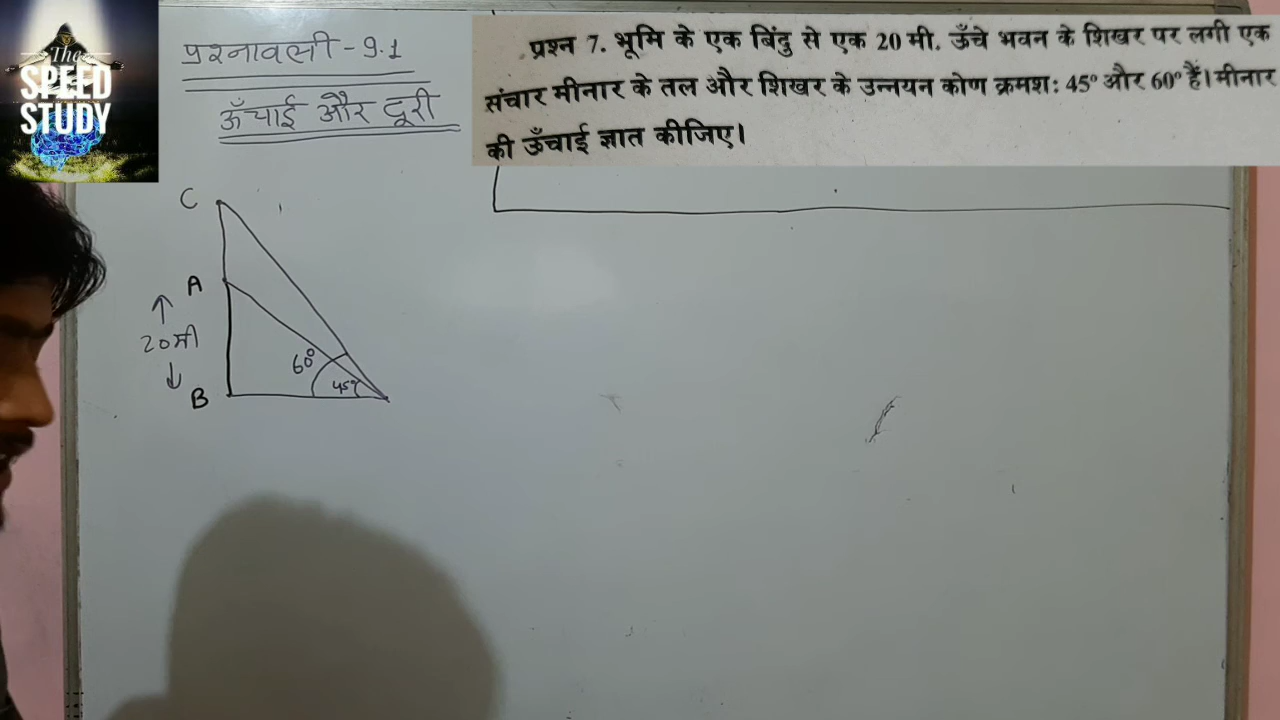 The
SPEED
STUDY
प्रश्नावली-9.1
ऊँचाई और दूरी
प्रश्न 7. भूमि के एक बिंदु से एक 20 मी. ऊँचे भवन के शिखर पर लगी एक
संचार मीनार के तल और शिखर के उन्नयन कोण क्रमशः 45° और 60° हैं। मीनार
की ऊँचाई ज्ञात कीजिए।
C
A
20मी
60°
45°
B